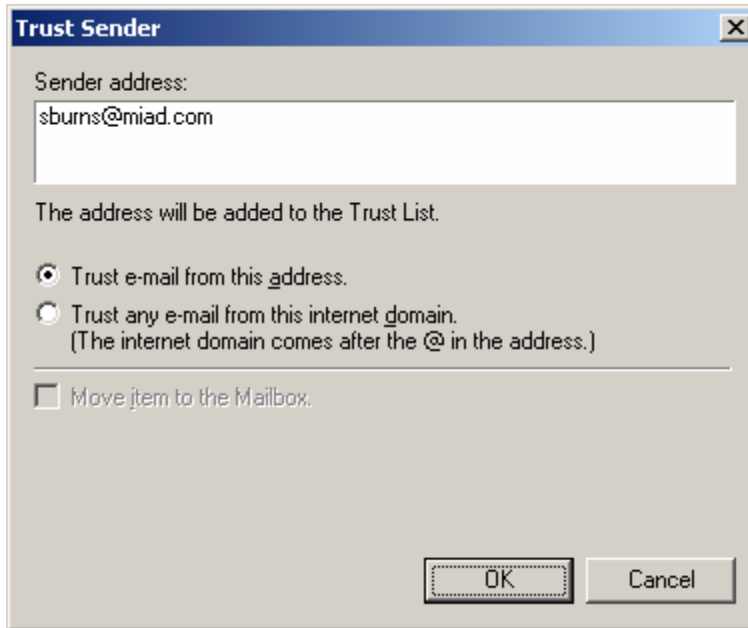 Trust Sender
Sender address:
sburns@miad.com
The address will be added to the Trust List.
Trust e-mail from this address.
Trust any e-mail from this internet domain.
(The internet domain comes after the @ in the address.)
Move item to the Mailbox.
OK
Cancel